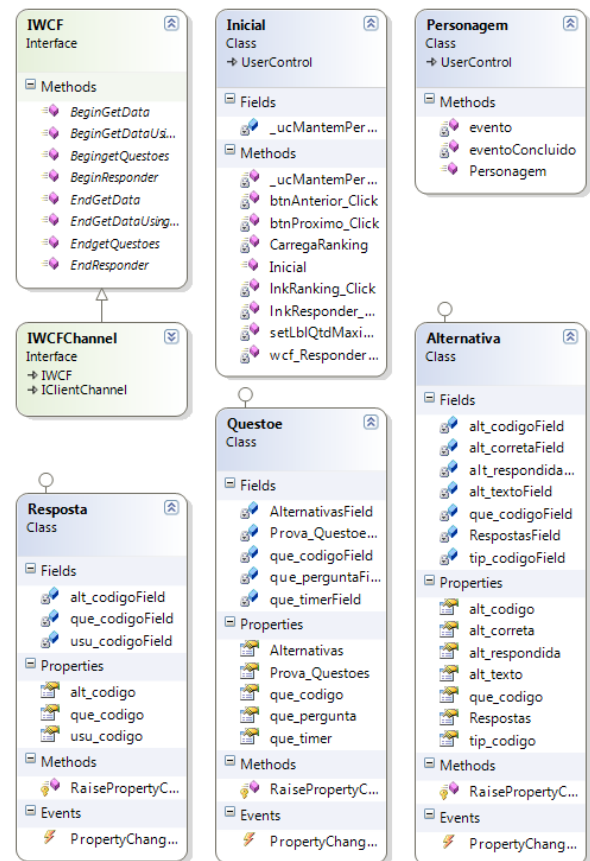 IWCF
Interface
Methods
BeginGetData
BeginGetDataUsi...
BegingetQuestoes
BeginResponder
EndGetData
EndGetDataUsing...
EndgetQuestoes
EndResponder
IWCFChannel
Interface
IWCF
IClientChannel
Inicial
Class
UserControl
Fields
_ucMantemPer...
Methods
_ucMantemPer...
btnAnterior_Click
btnProximo_Click
CarregaRanking
Inicial
lnkRanking_Click
lnkResponder_...
setLblQtdMaxi...
wcf_Responder...
Personagem
Class
UserControl
Methods
evento
eventoConcluido
Personagem
Resposta
Class
Fields
alt_codigoField
que_codigoField
usu_codigoField
Properties
alt_codigo
que_codigo
usu_codigo
Methods
RaisePropertyC...
Events
PropertyChang...
Questoe
Class
Fields
AlternativasField
Prova_Questoe...
que_codigoField
que_perguntaFi...
que_timerField
Properties
Alternativas
Prova_Questoes
que_codigo
que_pergunta
que_timer
Methods
RaisePropertyC...
Events
PropertyChang...
Alternativa
Class
Fields
alt_codigoField
alt_corretaField
alt_respondida...
alt_textoField
que_codigoField
RespostasField
tip_codigoField
Properties
alt_codigo
alt_correta
alt_respondida
alt_texto
que_codigo
Respostas
tip_codigo
Methods
RaisePropertyC...
Events
PropertyChang...